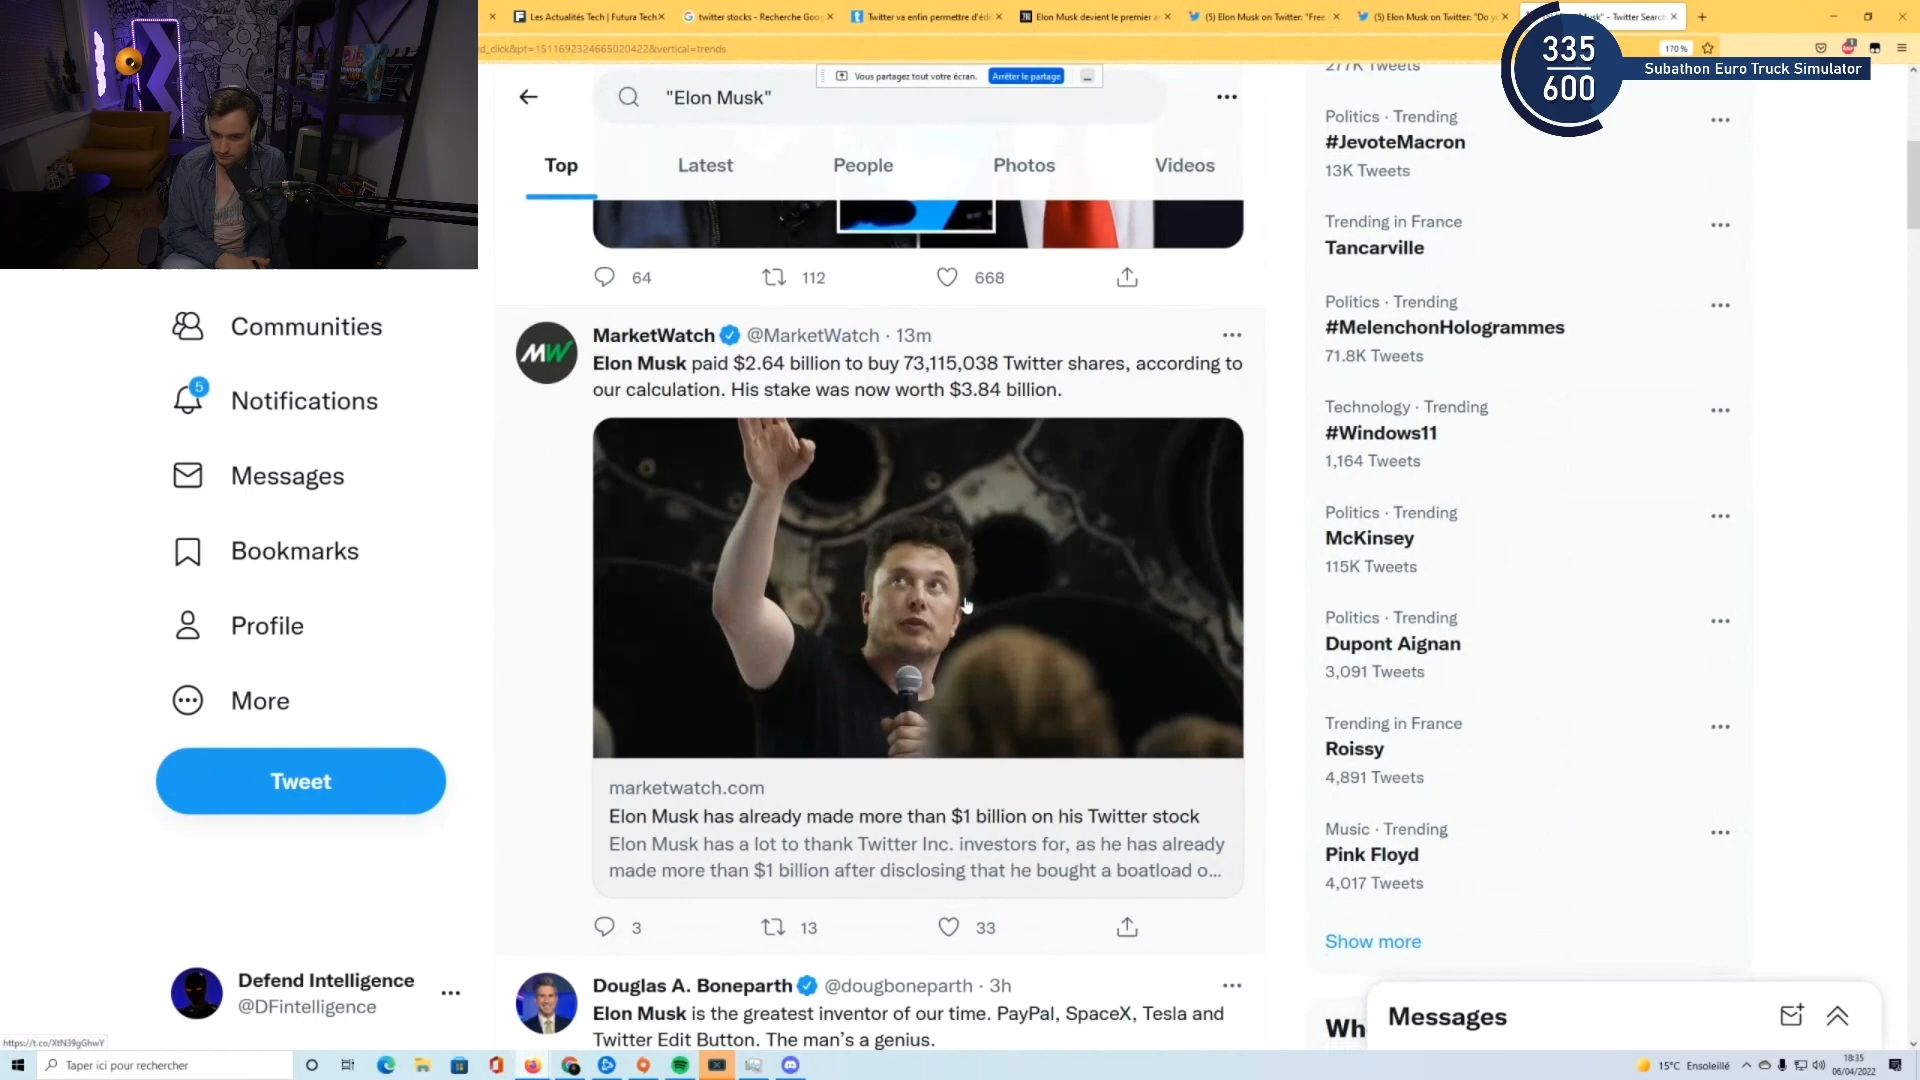 Les Actualités Tech | Futura Tech
twitter stocks - Recherche Goo
Twitter va enfin permettre d'éd
Elon Musk devient le premier a
(5) Elon Musk on Twitter: "Free
(5) Elon Musk on Twitter: "Do y
Musk" - Twitter Search
d_click&pt=1511692324665020422&vertical=trends
170 %
Vous partagez tout votre écran.
Arrêter le partage
335
600
Subathon Euro Truck Simulator
"Elon Musk"
Top
Latest
People
Photos
Videos
64
112
668
MarketWatch @MarketWatch · 13m
Elon Musk paid $2.64 billion to buy 73,115,038 Twitter shares, according to
our calculation. His stake was now worth $3.84 billion.
MW
marketwatch.com
Elon Musk has already made more than $1 billion on his Twitter stock
Elon Musk has a lot to thank Twitter Inc. investors for, as he has already
made more than $1 billion after disclosing that he bought a boatload o...
3
13
33
Douglas A. Boneparth @dougboneparth · 3h
Elon Musk is the greatest inventor of our time. PayPal, SpaceX, Tesla and
Twitter Edit Button. The man's a genius.
Communities
5
Notifications
Messages
Bookmarks
Profile
More
Tweet
Defend Intelligence
@DFintelligence
https://t.co/XtN39gGhwY
277K Tweets
Politics · Trending
#JevoteMacron
13K Tweets
Trending in France
Tancarville
Politics · Trending
#MelenchonHologrammes
71.8K Tweets
Technology · Trending
#Windows11
1,164 Tweets
Politics · Trending
McKinsey
115K Tweets
Politics · Trending
Dupont Aignan
3,091 Tweets
Trending in France
Roissy
4,891 Tweets
Music · Trending
Pink Floyd
4,017 Tweets
Show more
Wh
Messages
Taper ici pour rechercher
15°C Ensoleillé
18:35
06/04/2022